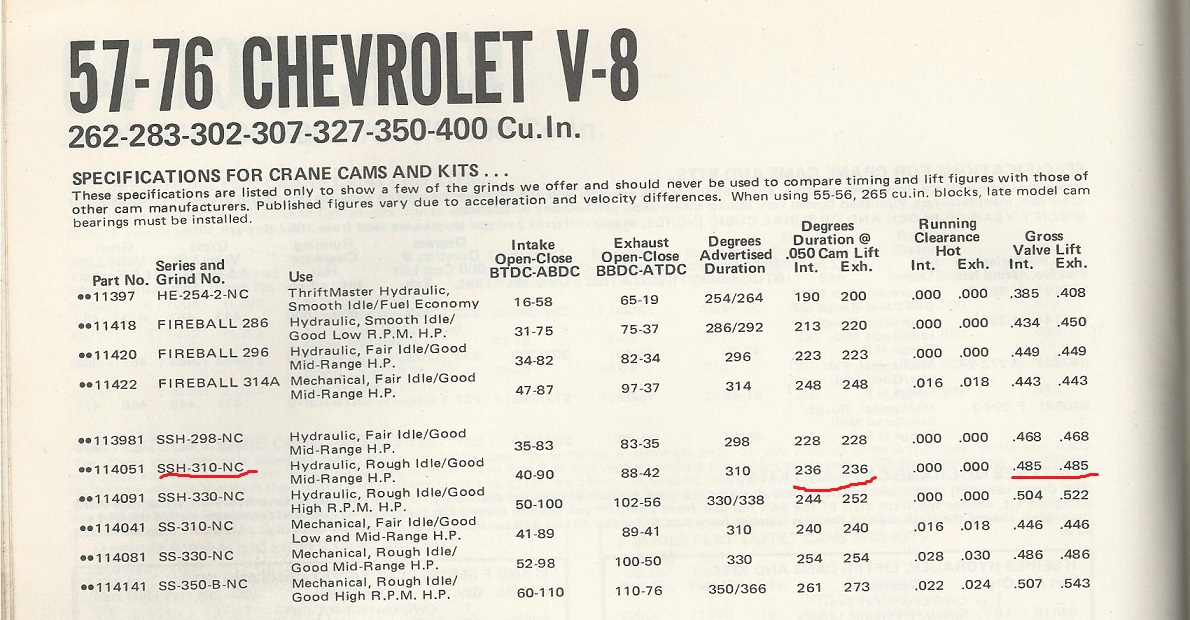 57-76 CHEVROLET V-8
262-283-302-307-327-350-400 Cu.In.
SPECIFICATIONS FOR CRANE CAMS AND KITS . . .
These specifications are listed only to show a few of the grinds we offer and should never be used to compare timing and lift figures with those of
other cam manufacturers. Published figures vary due to acceleration and velocity differences. When using 55-56, 265 cu.in. blocks, late model cam
bearings must be installed.
Part No. Series and Grind No. Use Intake Open-Close BTDC-ABDC Exhaust Open-Close BBDC-ATDC Degrees Advertised Duration Degrees Duration @ .050 Cam Lift Int. Exh. Running Clearance Hot Int. Exh. Gross Valve Lift Int. Exh.
••11397 HE-254-2-NC ThriftMaster Hydraulic, Smooth Idle/Fuel Economy 16-58 65-19 254/264 190 200 .000 .000 .385 .408
••11418 FIREBALL 286 Hydraulic, Smooth Idle/ Good Low R.P.M. H.P. 31-75 75-37 286/292 213 220 .000 .000 .434 .450
••11420 FIREBALL 296 Hydraulic, Fair Idle/Good Mid-Range H.P. 34-82 82-34 296 223 223 .000 .000 .449 .449
••11422 FIREBALL 314A Mechanical, Fair Idle/Good Mid-Range H.P. 47-87 97-37 314 248 248 .016 .018 .443 .443
••113981 SSH-298-NC Hydraulic, Fair Idle/Good Mid-Range H.P. 35-83 83-35 298 228 228 .000 .000 .468 .468
••114051 SSH-310-NC Hydraulic, Rough Idle/Good Mid-Range H.P. 40-90 88-42 310 236 236 .000 .000 .485 .485
••114091 SSH-330-NC Hydraulic, Rough Idle/Good High R.P.M. H.P. 50-100 102-56 330/338 244 252 .000 .000 .504 .522
••114041 SS-310-NC Mechanical, Fair Idle/Good Low and Mid-Range H.P. 41-89 89-41 310 240 240 .016 .018 .446 .446
••114081 SS-330-NC Mechanical, Rough Idle/ Good Mid-Range H.P. 52-98 100-50 330 254 254 .028 .030 .486 .486
••114141 SS-350-B-NC Mechanical, Rough Idle/ Good High R.P.M. H.P. 60-110 110-76 350/366 261 273 .022 .024 .507 .543